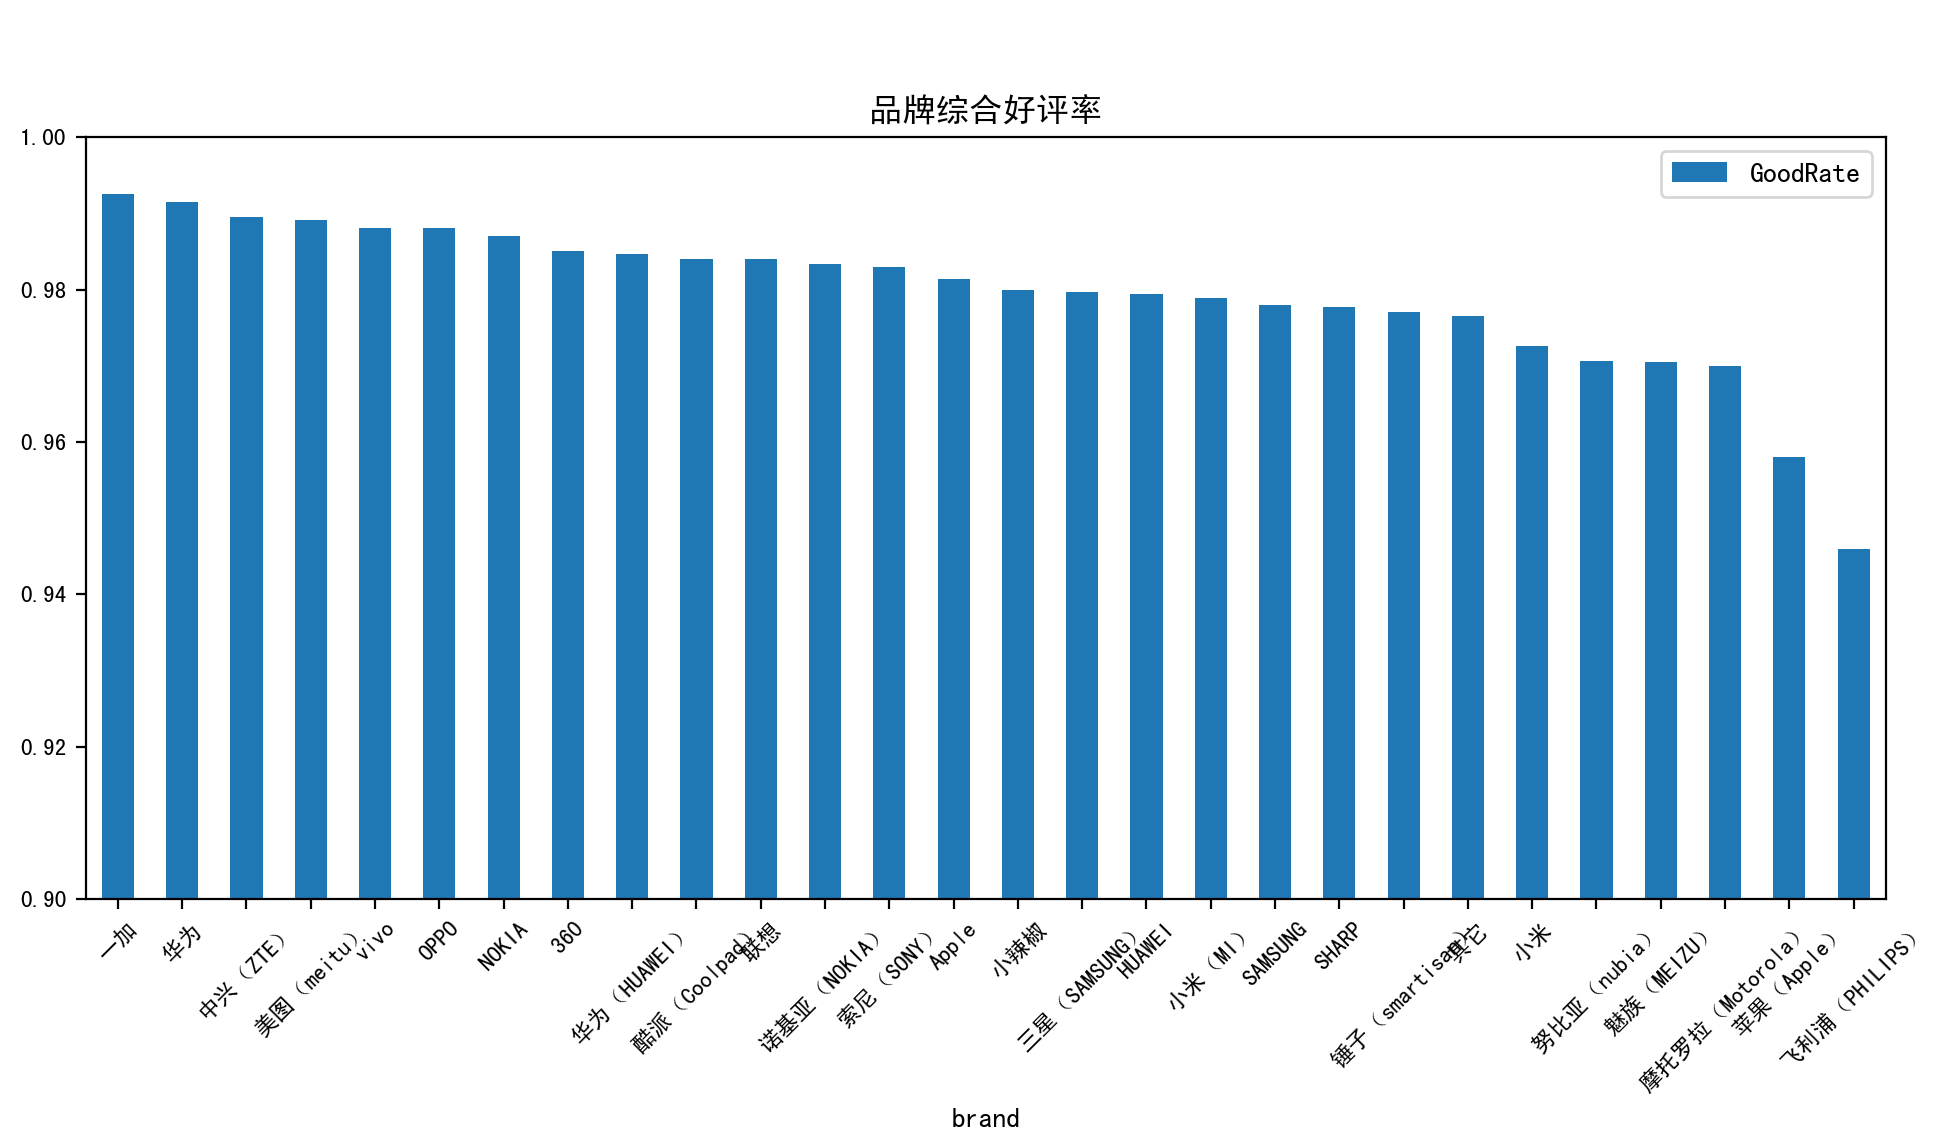 品牌综合好评率
GoodRate
1.00
0.98
0.96
0.94
0.92
0.90
一加
华为
中兴（ZTE）
美图（meitu）
vivo
OPPO
NOKIA
360
华为（HUAWEI）
酷派（Coolpad）
联想
诺基亚（NOKIA）
索尼（SONY）
Apple
小辣椒
三星（SAMSUNG）
HUAWEI
小米（MI）
SAMSUNG
SHARP
锤子（smartisan）
其它
小米
努比亚（nubia）
魅族（MEIZU）
摩托罗拉（Motorola）
苹果（Apple）
飞利浦（PHILIPS）
brand